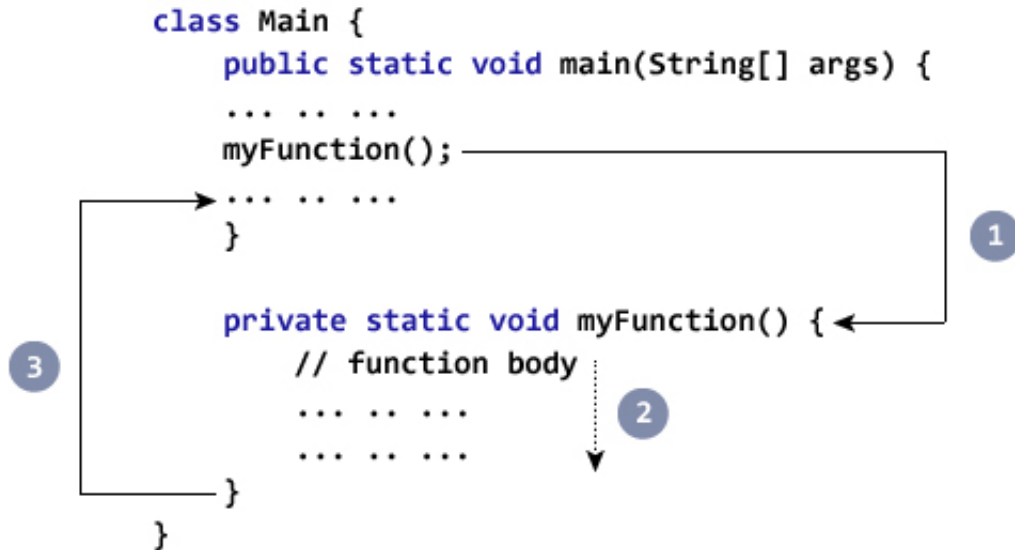 class Main {
public static void main(String[] args) {
... .. ...
myFunction();
... .. ...
}
1
private static void myFunction() {
// function body
3
... .. ...
2
... .. ...
}
}